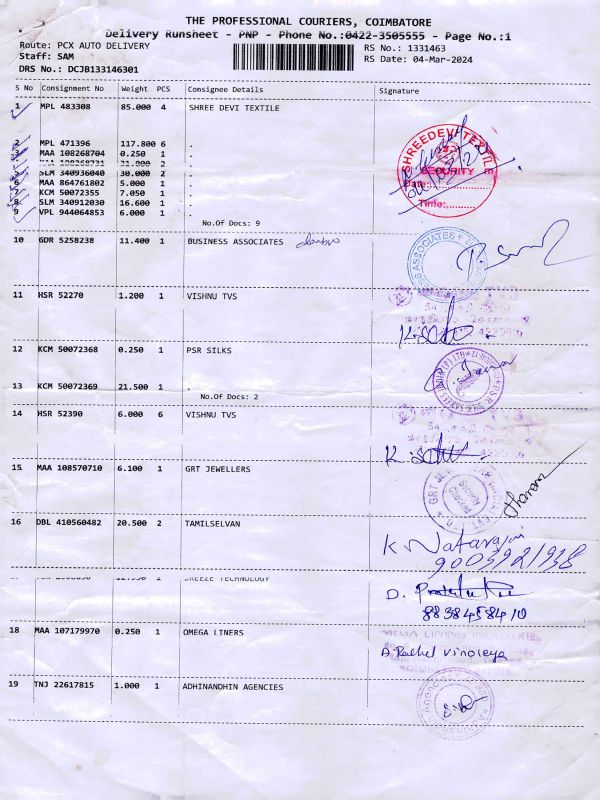 THE PROFESSIONAL COURIERS, COIMBATORE
Delivery Runsheet - PNP - Phone No.:0422-3505555 - Page No.:1
Route: PCX AUTO DELIVERY
RS No.: 1331463
Staff: SAM
RS Date: 04-Mar-2024
DRS No.: DCJB133146301
S No Consignment No Weight PCS Consignee Details Signature
1 MPL 483308 85.000 4 SHREE DEVI TEXTILE
2 MPL 471396 117.800 6 .
3 MAA 108268704 0.250 1 .
5 SLM 340936040 30.000 2 .
6 MAA 864761802 5.000 1 .
7 KCM 50072355 7.050 1 .
8 SLM 340912030 16.600 1 .
9 VPL 944064853 6.000 1 .
SHREEDEVI TEXTILE
SECURITY
Date:
Time:
No.Of Docs: 9
10 GDR 5258238 11.400 1 BUSINESS ASSOCIATES
ASSOCIATES
11 HSR 52270 1.200 1 VISHNU TVS
12 KCM 50072368 0.250 1 PSR SILKS
13 KCM 50072369 21.500 1 .
No.Of Docs: 2
14 HSR 52390 6.000 6 VISHNU TVS
15 MAA 108570710 6.100 1 GRT JEWELLERS
Security
Checked
16 DBL 410560482 20.500 2 TAMILSELVAN
K. Natarajan
9003921938
BREEZE TECHNOLOGY
18 MAA 107179970 0.250 1 OMEGA LINERS
A Rachel Vinoleya
19 TNJ 22617815 1.000 1 ADHINANDHIN AGENCIES